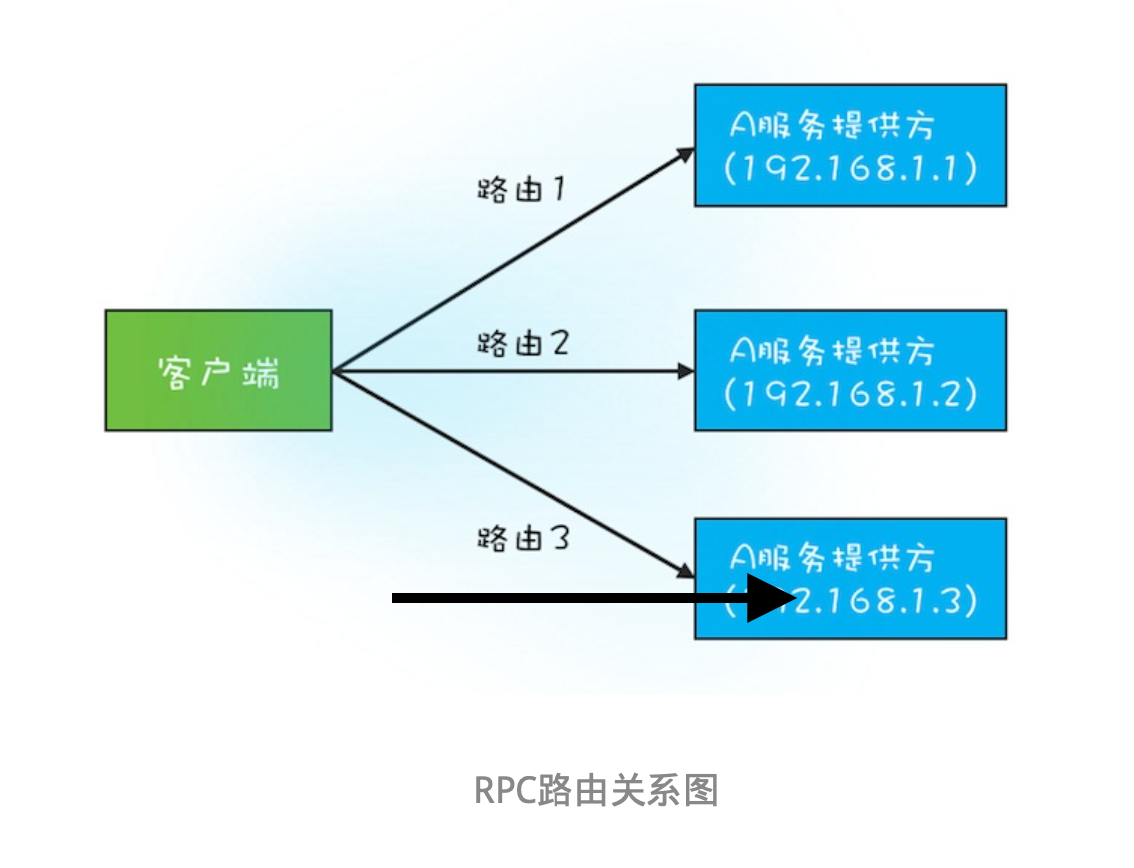 A服务提供方
(192.168.1.1)
路由1
客户端
路由2
A服务提供方
(192.168.1.2)
路由3
A服务提供方
2.168.1.3)
RPC路由关系图